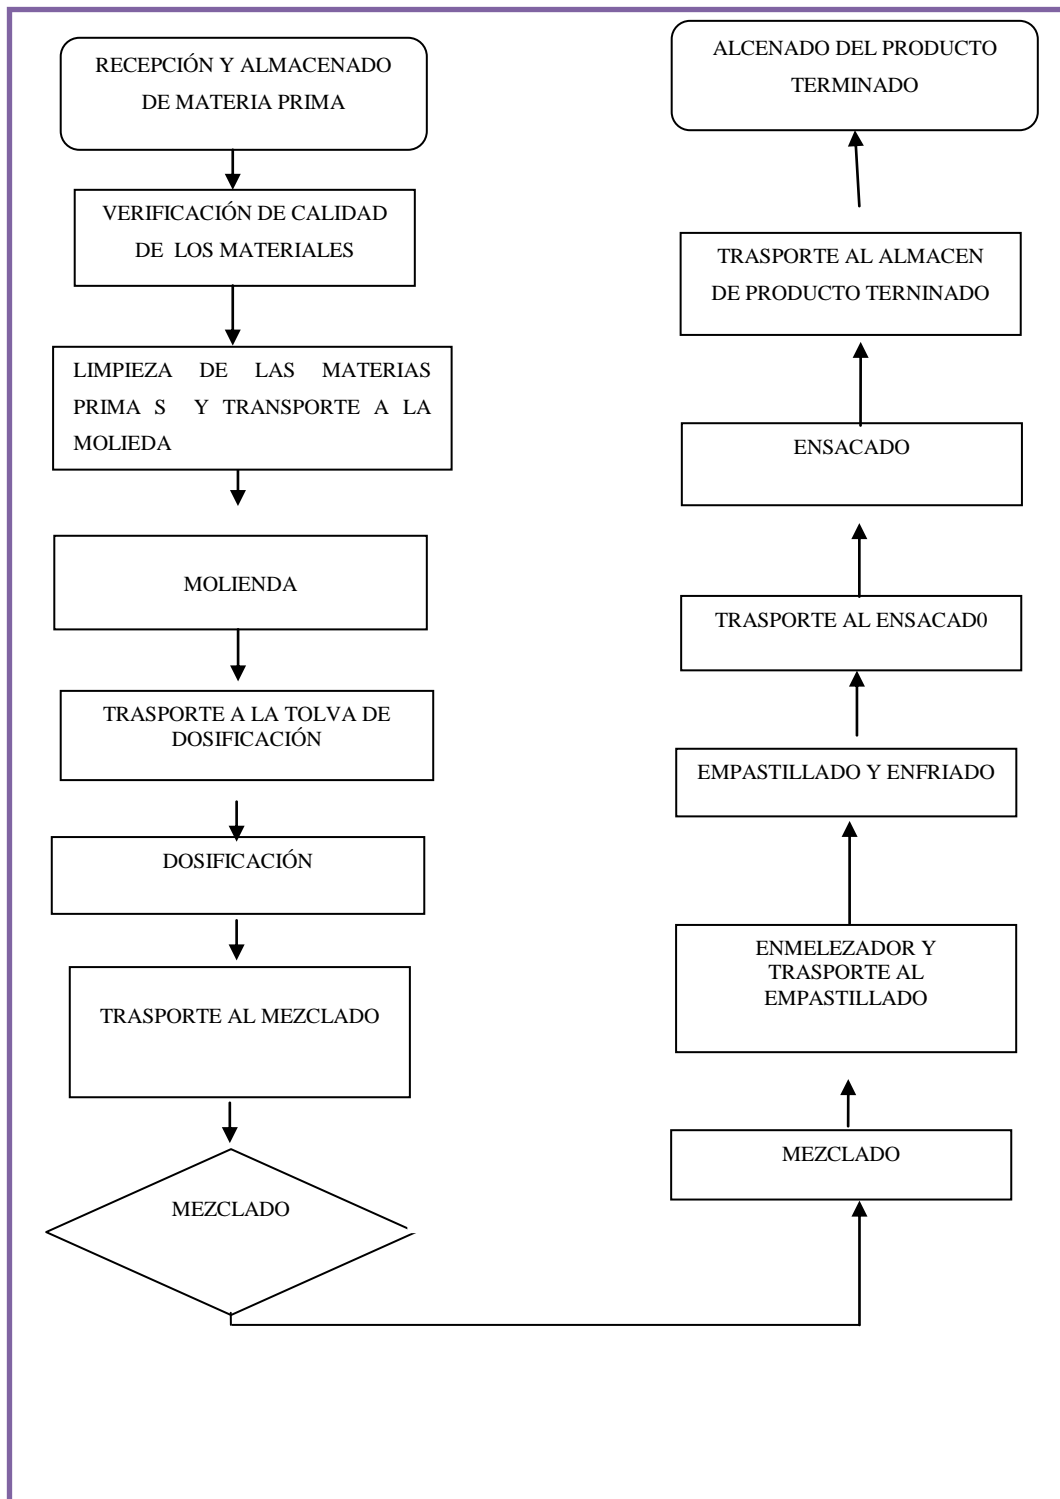 RECEPCIÓN Y ALMACENADO
DE MATERIA PRIMA
VERIFICACIÓN DE CALIDAD
DE LOS MATERIALES
LIMPIEZA DE LAS MATERIAS
PRIMA S Y TRANSPORTE A LA
MOLIEDA
MOLIENDA
TRASPORTE A LA TOLVA DE
DOSIFICACIÓN
DOSIFICACIÓN
TRASPORTE AL MEZCLADO
MEZCLADO
MEZCLADO
ENMELEZADOR Y
TRASPORTE AL
EMPASTILLADO
EMPASTILLADO Y ENFRIADO
TRASPORTE AL ENSACAD0
ENSACADO
TRASPORTE AL ALMACEN
DE PRODUCTO TERNINADO
ALCENADO DEL PRODUCTO
TERMINADO